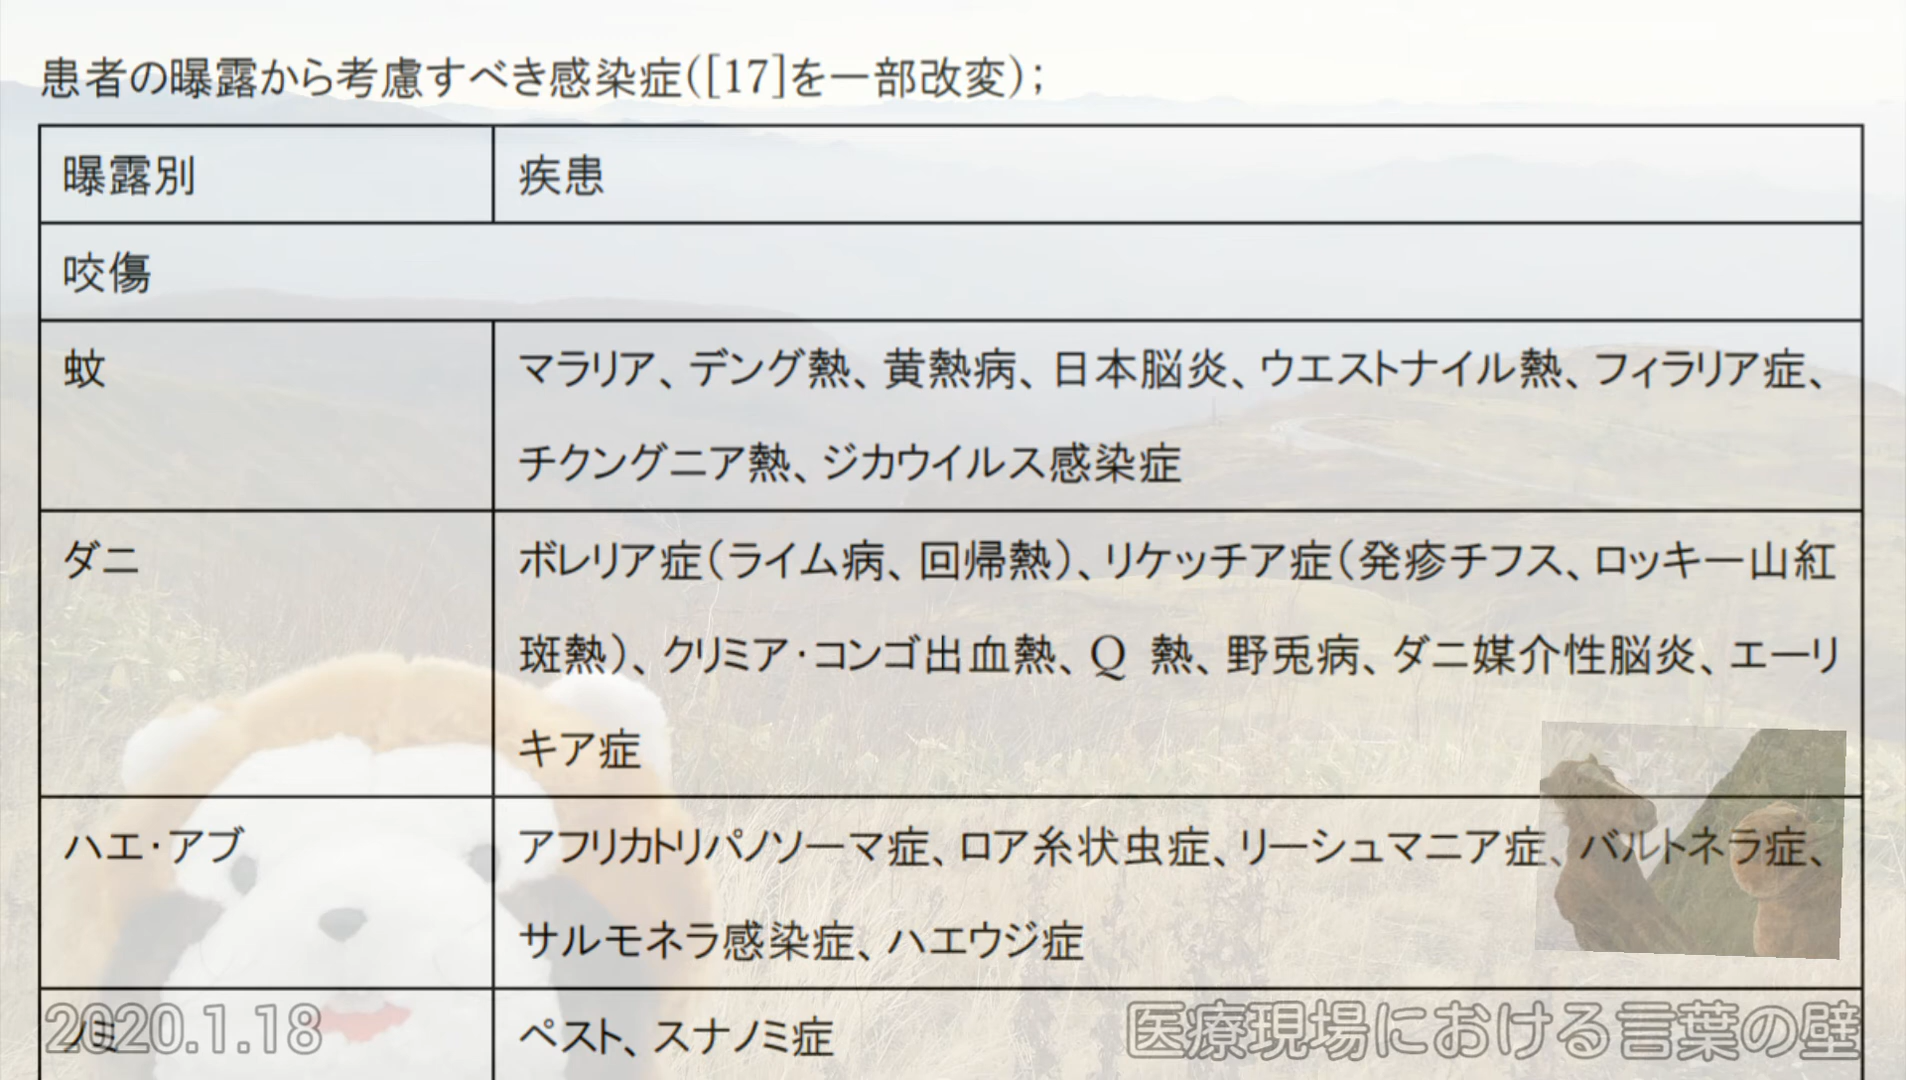 患者の曝露から考慮すべき感染症([17]を一部改変);
曝露別 疾患
咬傷
蚊 マラリア、デング熱、黄熱病、日本脳炎、ウエストナイル熱、フィラリア症、
チクングニア熱、ジカウイルス感染症
ダニ ボレリア症(ライム病、回帰熱)、リケッチア症(発疹チフス、ロッキー山紅
斑熱)、クリミア・コンゴ出血熱、Q 熱、野兎病、ダニ媒介性脳炎、エーリ
キア症
ハエ・アブ アフリカトリパノソーマ症、ロア糸状虫症、リーシュマニア症、バルトネラ症、
サルモネラ感染症、ハエウジ症
ノミ ペスト、スナノミ症
2020.1.18 医療現場における言葉の壁